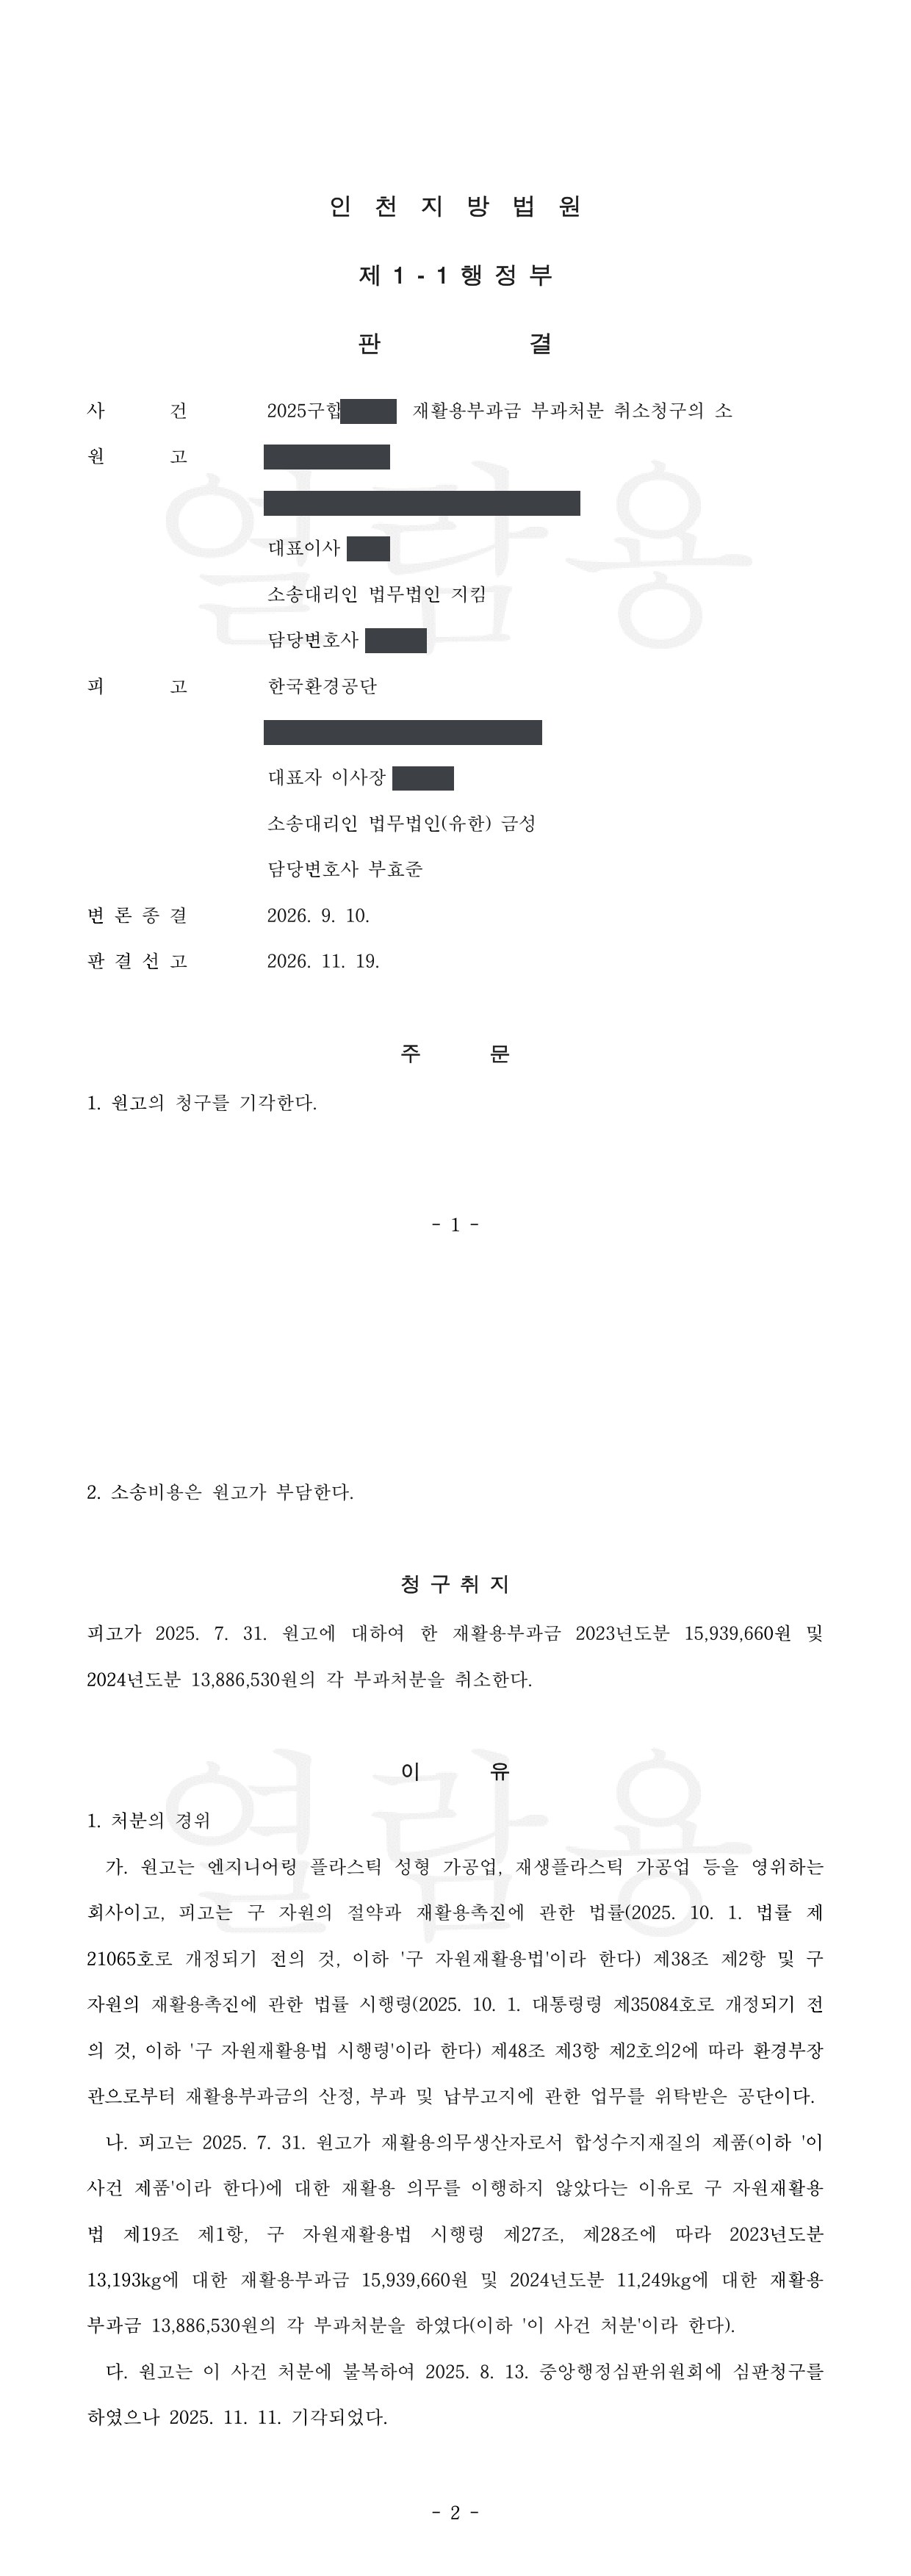 인 천 지 방 법 원
제 1 - 1 행 정 부
판 결
사 건 2025구합 재활용부과금 부과처분 취소청구의 소
원 고
대표이사
소송대리인 법무법인 지킴
담당변호사
피 고 한국환경공단
대표자 이사장
소송대리인 법무법인(유한) 금성
담당변호사 부효준
변 론 종 결 2026. 9. 10.
판 결 선 고 2026. 11. 19.
주 문
1. 원고의 청구를 기각한다.
- 1 -
2. 소송비용은 원고가 부담한다.
청 구 취 지
피고가 2025. 7. 31. 원고에 대하여 한 재활용부과금 2023년도분 15,939,660원 및
2024년도분 13,886,530원의 각 부과처분을 취소한다.
이 유
1. 처분의 경위
가. 원고는 엔지니어링 플라스틱 성형 가공업, 재생플라스틱 가공업 등을 영위하는
회사이고, 피고는 구 자원의 절약과 재활용촉진에 관한 법률(2025. 10. 1. 법률 제
21065호로 개정되기 전의 것, 이하 '구 자원재활용법'이라 한다) 제38조 제2항 및 구
자원의 재활용촉진에 관한 법률 시행령(2025. 10. 1. 대통령령 제35084호로 개정되기 전
의 것, 이하 '구 자원재활용법 시행령'이라 한다) 제48조 제3항 제2호의2에 따라 환경부장
관으로부터 재활용부과금의 산정, 부과 및 납부고지에 관한 업무를 위탁받은 공단이다.
나. 피고는 2025. 7. 31. 원고가 재활용의무생산자로서 합성수지재질의 제품(이하 '이
사건 제품'이라 한다)에 대한 재활용 의무를 이행하지 않았다는 이유로 구 자원재활용
법 제19조 제1항, 구 자원재활용법 시행령 제27조, 제28조에 따라 2023년도분
13,193kg에 대한 재활용부과금 15,939,660원 및 2024년도분 11,249kg에 대한 재활용
부과금 13,886,530원의 각 부과처분을 하였다(이하 '이 사건 처분'이라 한다).
다. 원고는 이 사건 처분에 불복하여 2025. 8. 13. 중앙행정심판위원회에 심판청구를
하였으나 2025. 11. 11. 기각되었다.
- 2 -
열람용
열람용